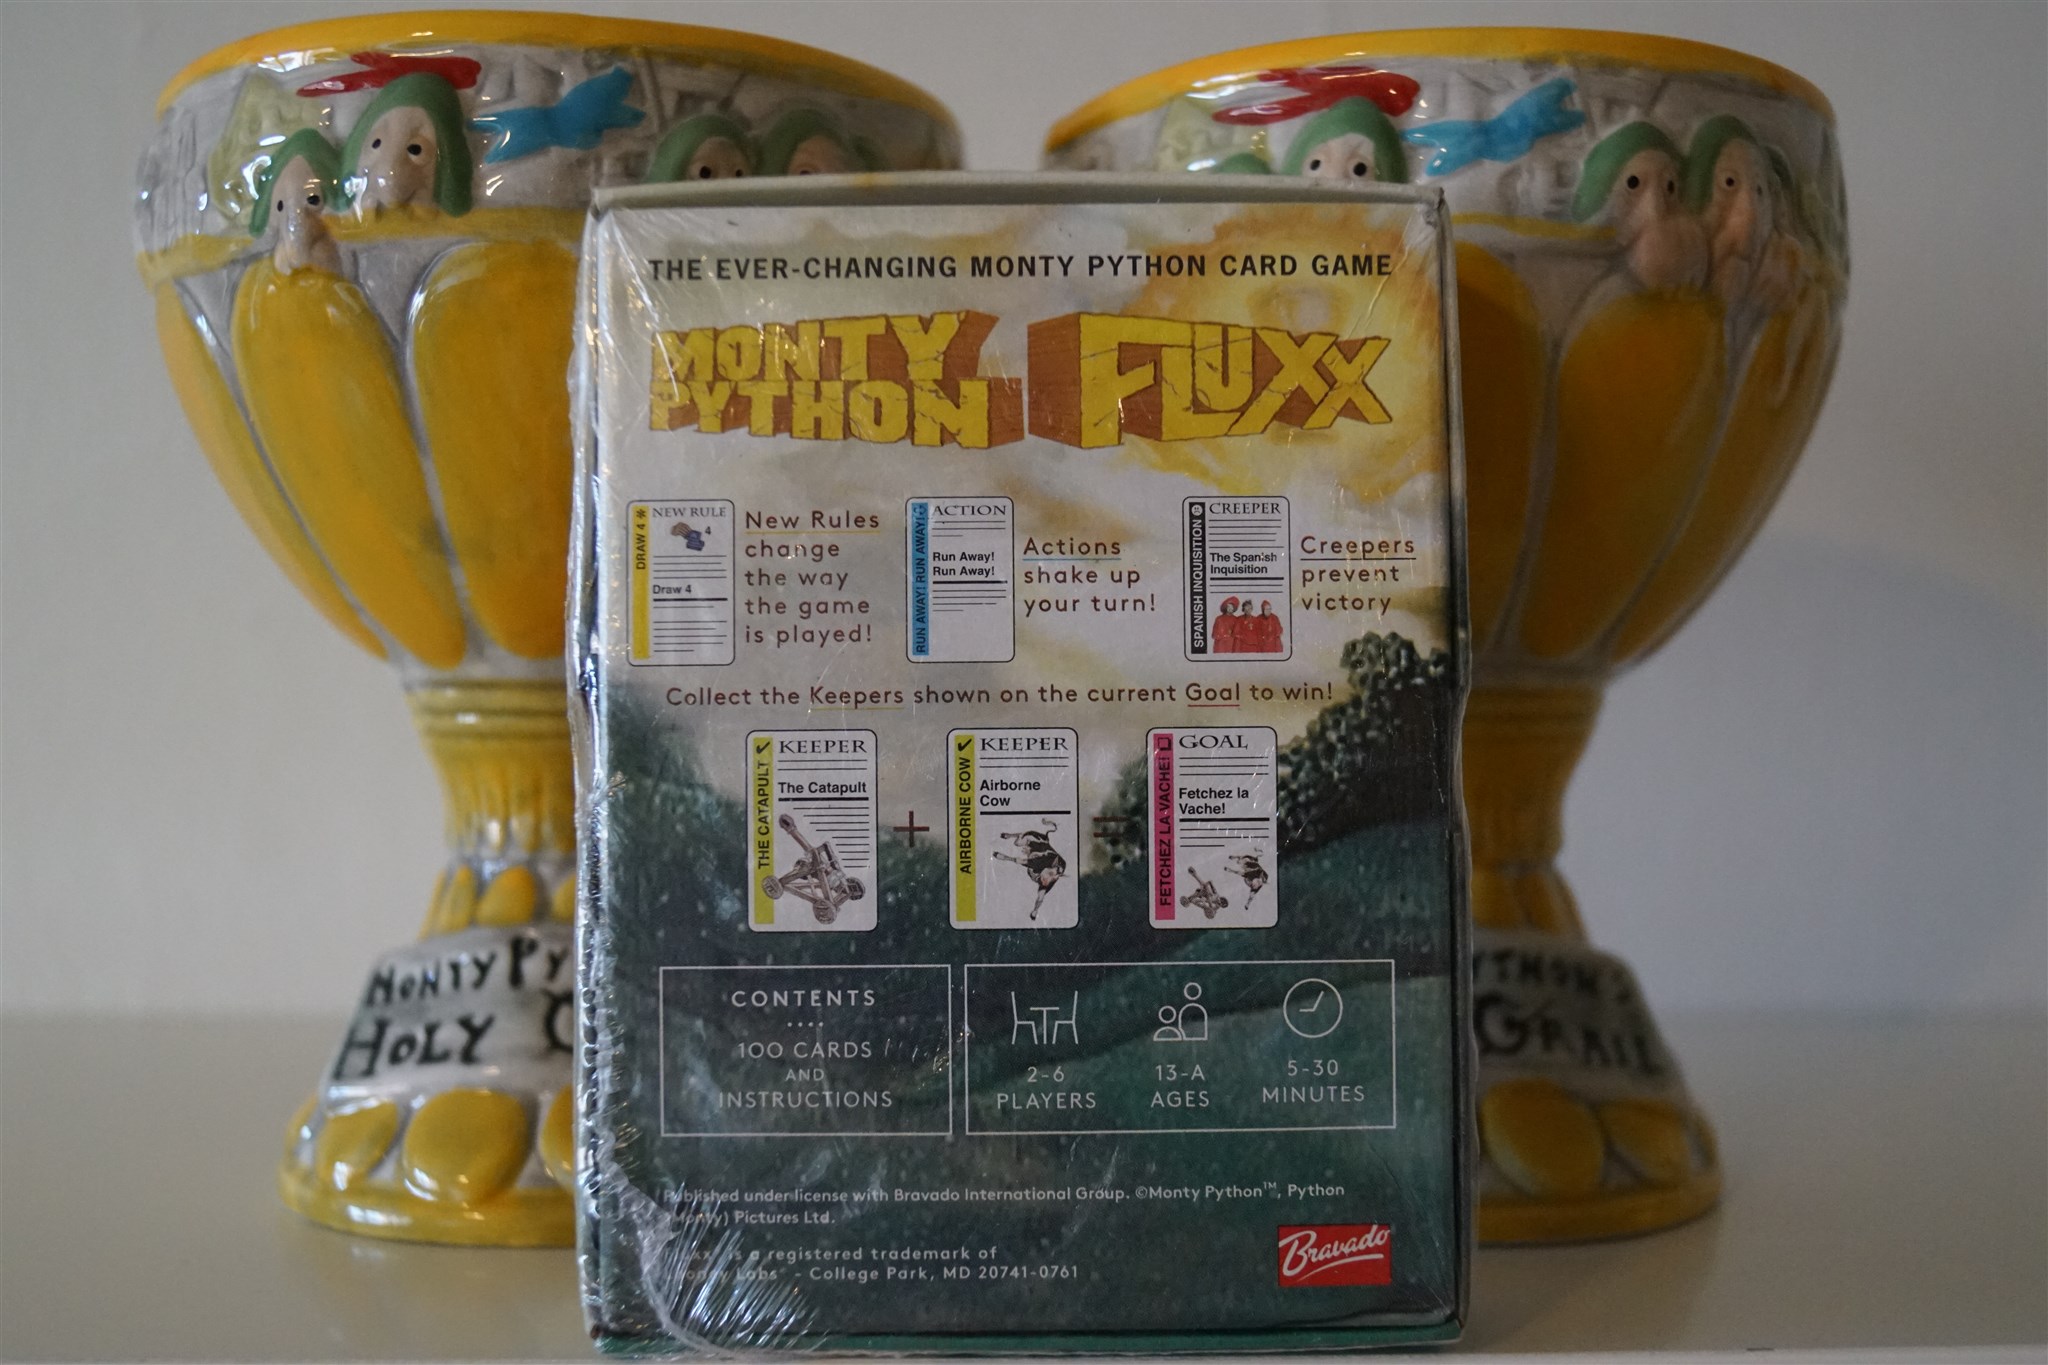 THE EVER-CHANGING MONTY PYTHON CARD GAME
MONTY
PYTHON
FLUXX
DRAW 4
NEW RULE
4
Draw 4
New Rules
change
the way
the game
is played!
RUN AWAY! RUN AWAY!
ACTION
Run Away!
Run Away!
Actions
shake up
your turn!
SPANISH INQUISITION
CREEPER
The Spanish
Inquisition
Creepers
prevent
victory
Collect the Keepers shown on the current Goal to win!
THE CATAPULT
KEEPER
The Catapult
+
AIRBORNE COW
KEEPER
Airborne
Cow
=
FETCHEZ LA VACHE!
GOAL
Fetchez la
Vache!
CONTENTS
....
100 CARDS
AND
INSTRUCTIONS
2-6
PLAYERS
13-A
AGES
5-30
MINUTES
Published under license with Bravado International Group. ©Monty Python™, Python
(Monty) Pictures Ltd.
Fluxx® is a registered trademark of
Looney Labs® - College Park, MD 20741-0761
Bravado
MONTY PY
HOLY
YTHON'S
GRAIL